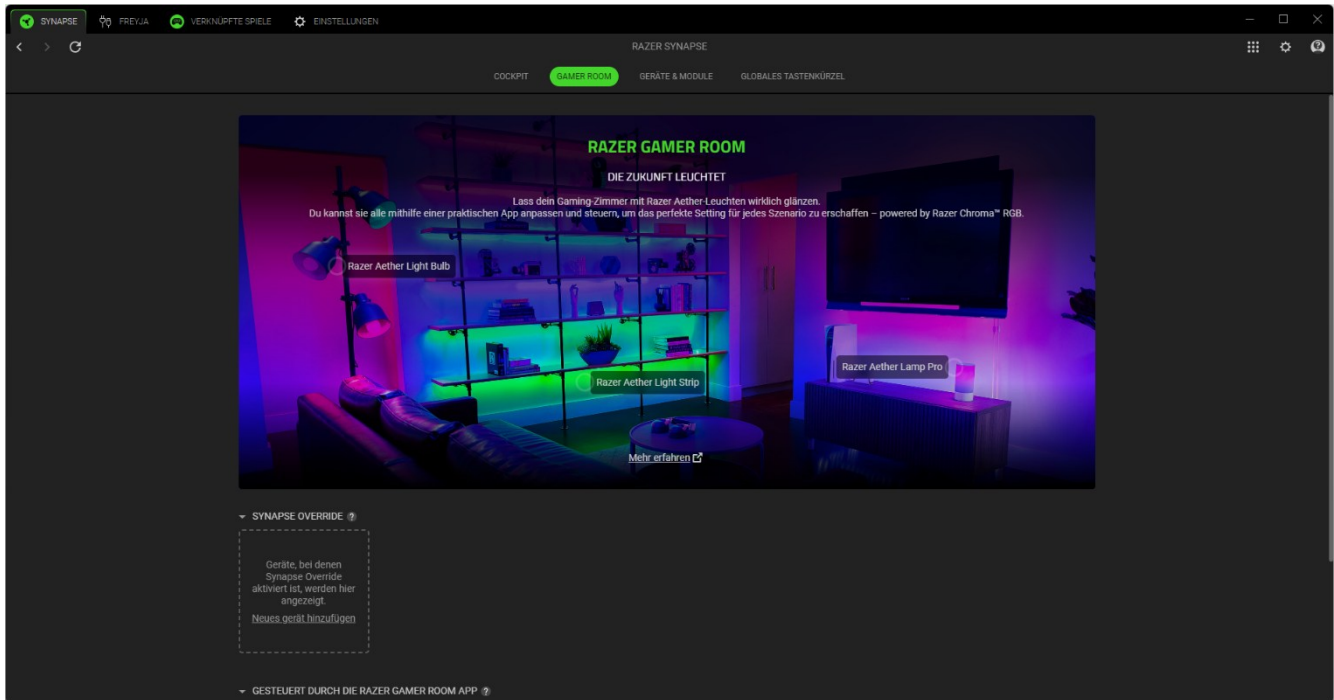 SYNAPSE FREYJA VERKNÜPFTE SPIELE EINSTELLUNGEN
RAZER SYNAPSE
COCKPIT GAMER ROOM GERÄTE & MODULE GLOBALES TASTENKÜRZEL
RAZER GAMER ROOM
DIE ZUKUNFT LEUCHTET
Lass dein Gaming-Zimmer mit Razer Aether-Leuchten wirklich glänzen.
Du kannst sie alle mithilfe einer praktischen App anpassen und steuern, um das perfekte Setting für jedes Szenario zu erschaffen – powered by Razer Chroma™ RGB.
Razer Aether Light Bulb
Razer Aether Lamp Pro
Razer Aether Light Strip
Mehr erfahren
SYNAPSE OVERRIDE ?
Geräte, bei denen
Synapse Override
aktiviert ist, werden hier
angezeigt.
Neues gerät hinzufügen
GESTEUERT DURCH DIE RAZER GAMER ROOM APP ?